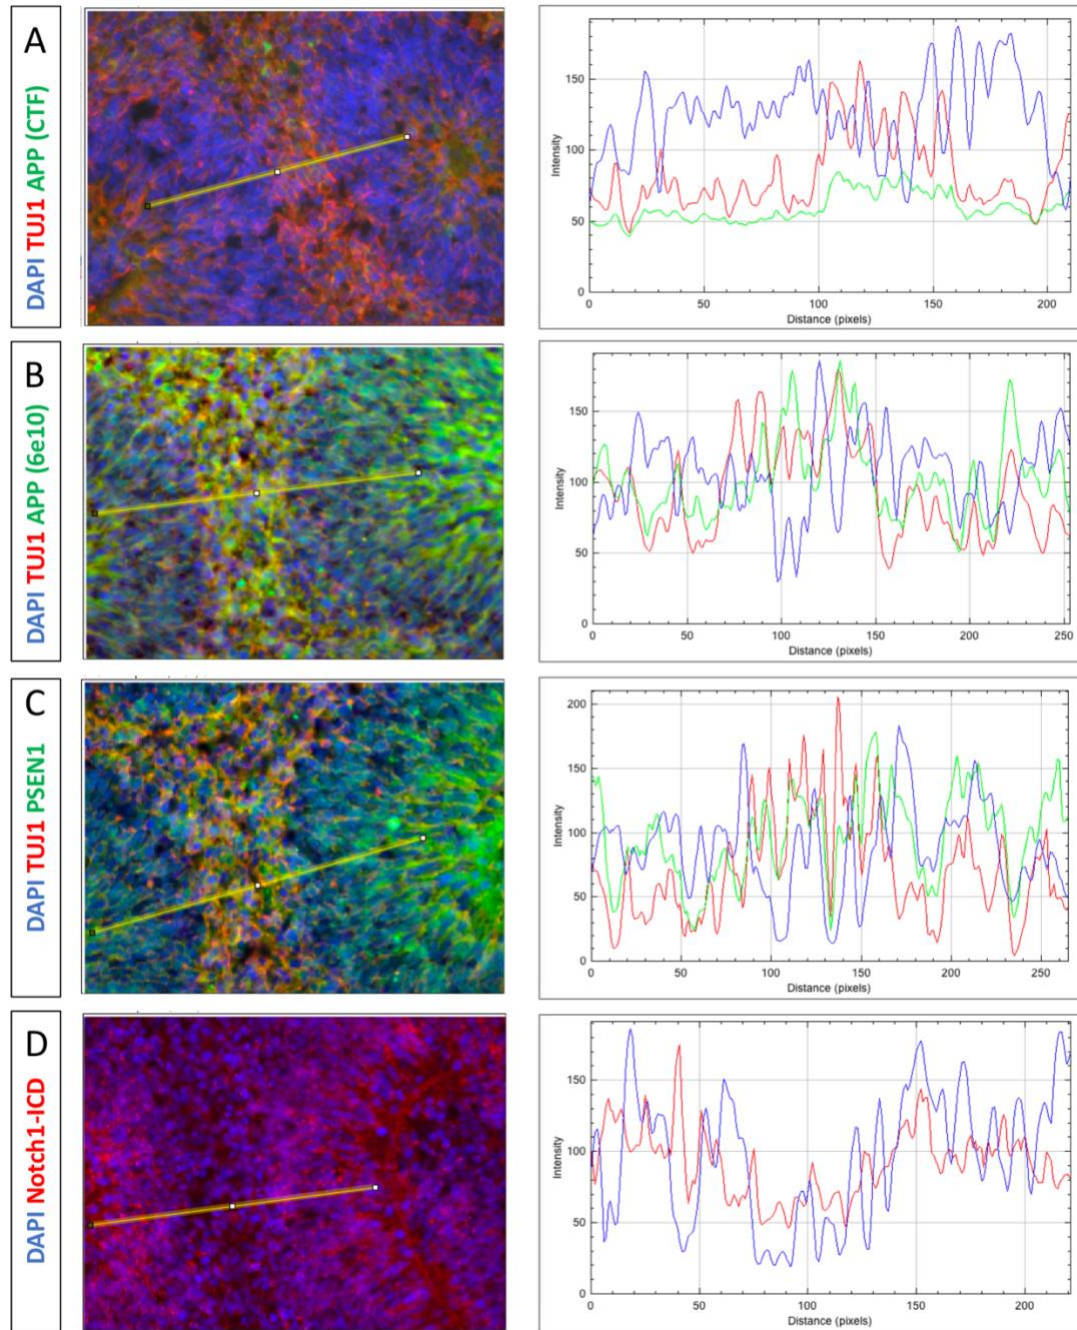 A
DAPI TUJ1 APP (CTF)
Intensity
150
100
50
0
0
50
100
150
200
Distance (pixels)
B
DAPI TUJ1 APP (6e10)
Intensity
150
100
50
0
0
50
100
150
200
250
Distance (pixels)
C
DAPI TUJ1 PSEN1
Intensity
200
150
100
50
0
0
50
100
150
200
250
Distance (pixels)
D
DAPI Notch1-ICD
Intensity
150
100
50
0
0
50
100
150
200
Distance (pixels)